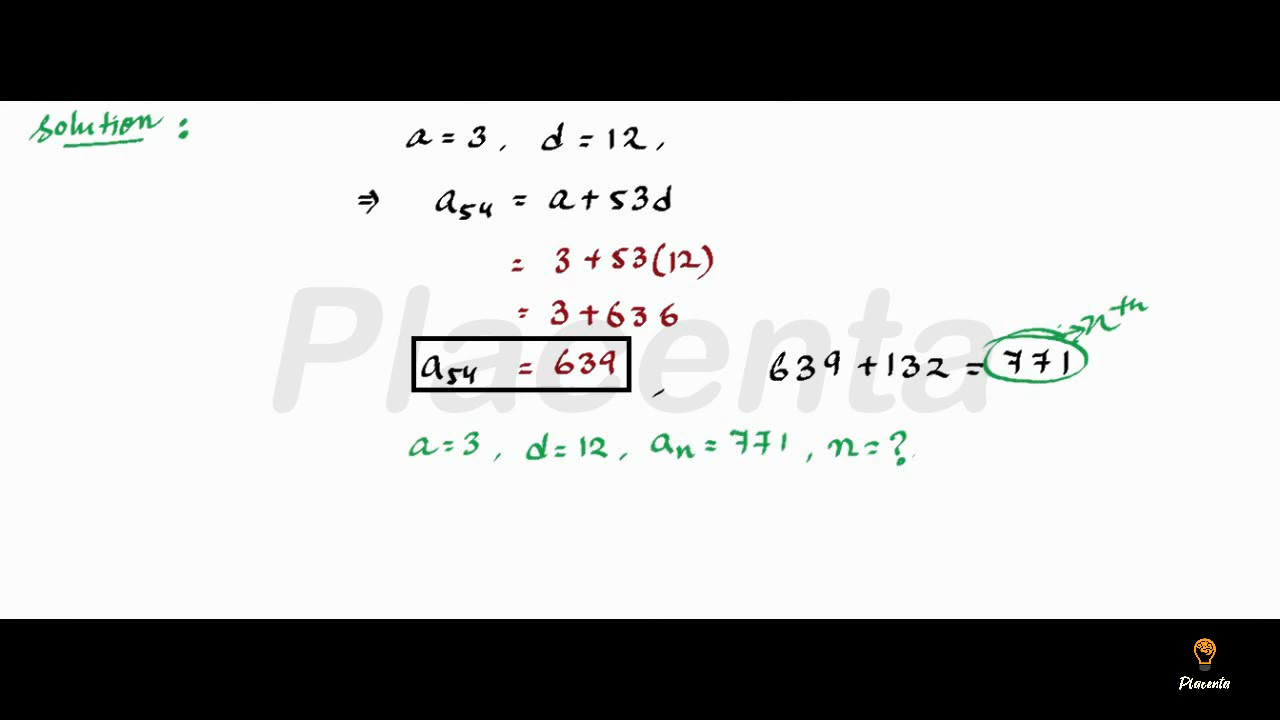 Solution :
a = 3, d = 12,
⇒ a₅₄ = a + 53d
= 3 + 53(12)
= 3 + 636
a₅₄ = 639 , 639 + 132 = 771 → nᵗʰ
a = 3, d = 12, aₙ = 771, n = ?
Placenta
Placenta